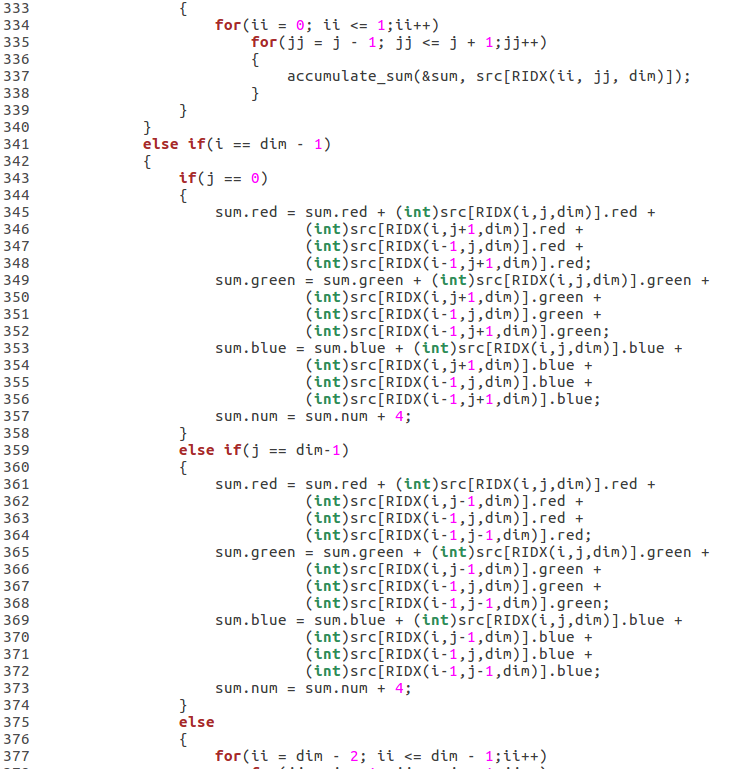 333                 {
334                     for(ii = 0; ii <= 1;ii++)
335                         for(jj = j - 1; jj <= j + 1;jj++)
336                         {
337                             accumulate_sum(&sum, src[RIDX(ii, jj, dim)]);
338                         }
339                 }
340             }
341             else if(i == dim - 1)
342             {
343                 if(j == 0)
344                 {
345                     sum.red = sum.red + (int)src[RIDX(i,j,dim)].red +
346                               (int)src[RIDX(i,j+1,dim)].red +
347                               (int)src[RIDX(i-1,j,dim)].red +
348                               (int)src[RIDX(i-1,j+1,dim)].red;
349                     sum.green = sum.green + (int)src[RIDX(i,j,dim)].green +
350                               (int)src[RIDX(i,j+1,dim)].green +
351                               (int)src[RIDX(i-1,j,dim)].green +
352                               (int)src[RIDX(i-1,j+1,dim)].green;
353                     sum.blue = sum.blue + (int)src[RIDX(i,j,dim)].blue +
354                               (int)src[RIDX(i,j+1,dim)].blue +
355                               (int)src[RIDX(i-1,j,dim)].blue +
356                               (int)src[RIDX(i-1,j+1,dim)].blue;
357                     sum.num = sum.num + 4;
358                 }
359                 else if(j == dim-1)
360                 {
361                     sum.red = sum.red + (int)src[RIDX(i,j,dim)].red +
362                               (int)src[RIDX(i,j-1,dim)].red +
363                               (int)src[RIDX(i-1,j,dim)].red +
364                               (int)src[RIDX(i-1,j-1,dim)].red;
365                     sum.green = sum.green + (int)src[RIDX(i,j,dim)].green +
366                               (int)src[RIDX(i,j-1,dim)].green +
367                               (int)src[RIDX(i-1,j,dim)].green +
368                               (int)src[RIDX(i-1,j-1,dim)].green;
369                     sum.blue = sum.blue + (int)src[RIDX(i,j,dim)].blue +
370                               (int)src[RIDX(i,j-1,dim)].blue +
371                               (int)src[RIDX(i-1,j,dim)].blue +
372                               (int)src[RIDX(i-1,j-1,dim)].blue;
373                     sum.num = sum.num + 4;
374                 }
375                 else
376                 {
377                     for(ii = dim - 2; ii <= dim - 1;ii++)